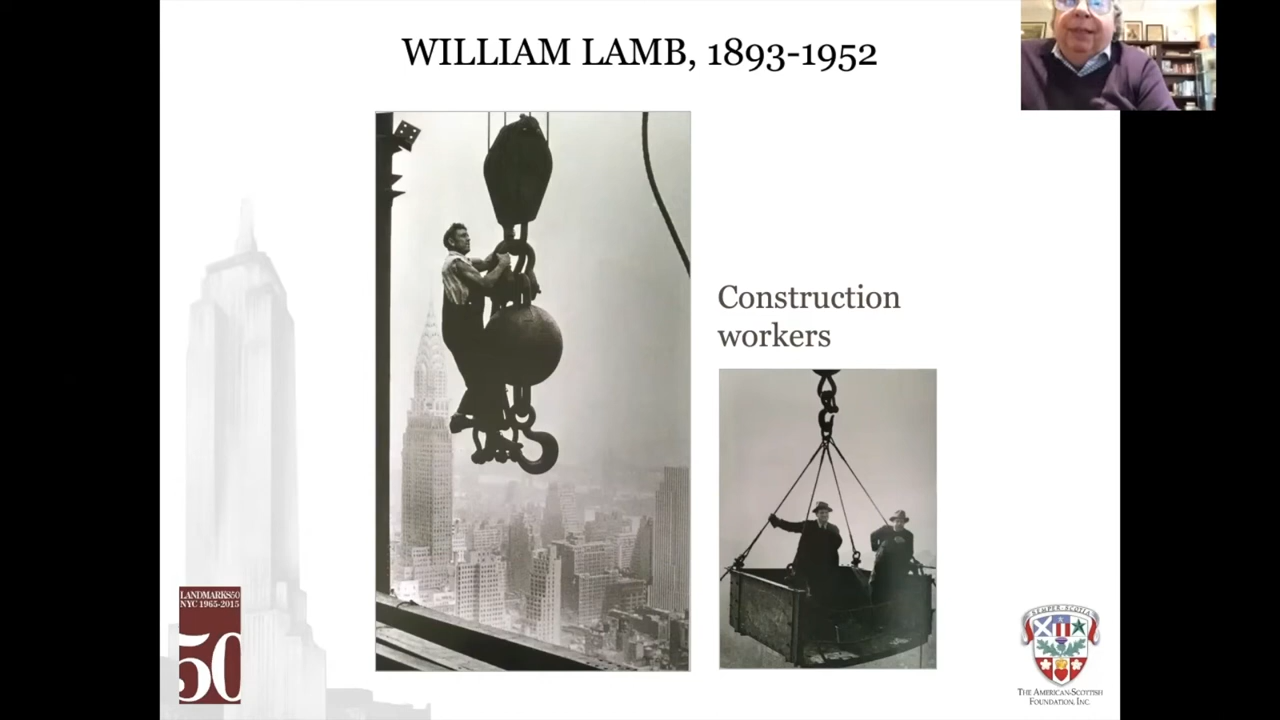 WILLIAM LAMB, 1893-1952
Construction
workers
LANDMARKS50
NYC 1965-2015
50
SEMPER SCOTIA
THE AMERICAN-SCOTTISH
FOUNDATION, INC.